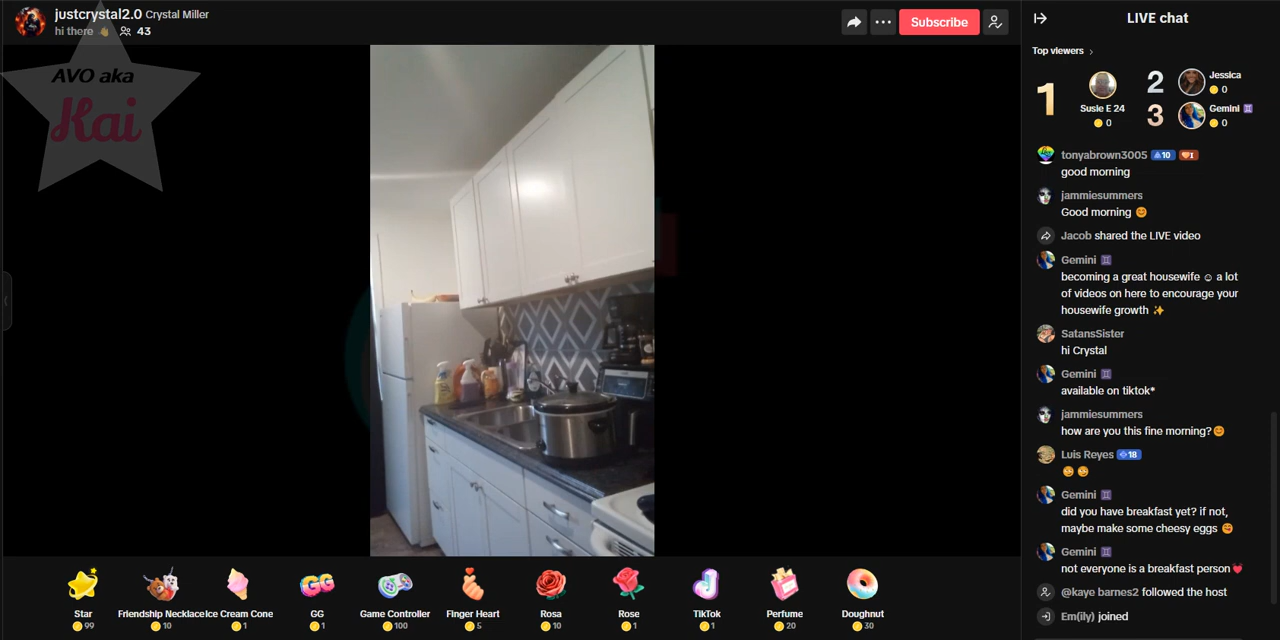 justcrystal2.0 Crystal Miller
hi there 👋 43
Subscribe
AVO aka
Kai
LIVE chat
Top viewers >
1
Susie E 24
0
2
Jessica
0
3
Gemini ♊
0
tonyabrown3005 10 I
good morning
jammiesummers
Good morning 😊
Jacob shared the LIVE video
Gemini ♊
becoming a great housewife ☺ a lot
of videos on here to encourage your
housewife growth ✨
SatansSister
hi Crystal
Gemini ♊
available on tiktok*
jammiesummers
how are you this fine morning?😊
Luis Reyes 18
Gemini ♊
did you have breakfast yet? if not,
maybe make some cheesy eggs 😋
Gemini ♊
not everyone is a breakfast person💓
@kaye barnes2 followed the host
Em(ily) joined
Star
99
Friendship Necklace
10
Ice Cream Cone
1
GG
GG
1
Game Controller
100
Finger Heart
5
Rosa
10
Rose
1
TikTok
1
Perfume
20
Doughnut
30